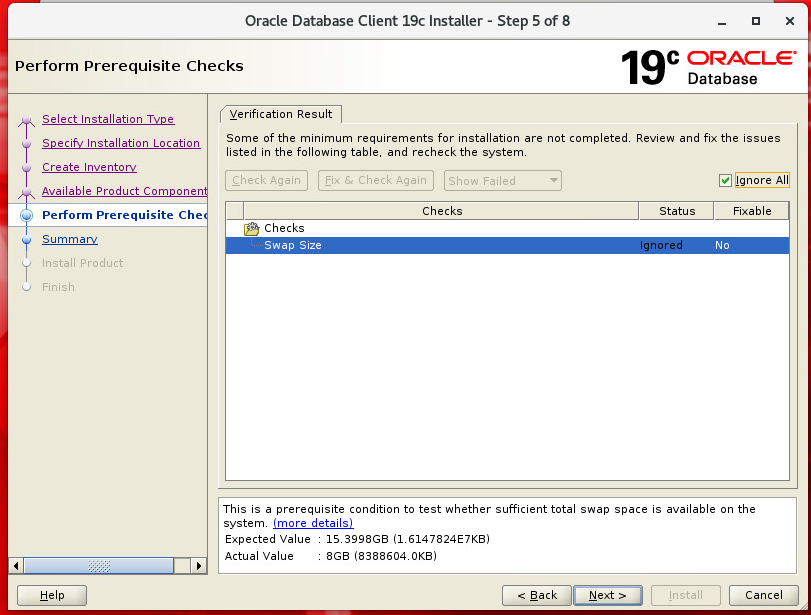 Oracle Database Client 19c Installer - Step 5 of 8
Perform Prerequisite Checks
19c ORACLE
Database
Select Installation Type
Specify Installation Location
Create Inventory
Available Product Component
Perform Prerequisite Chec
Summary
Install Product
Finish
Verification Result
Some of the minimum requirements for installation are not completed. Review and fix the issues
listed in the following table, and recheck the system.
Check Again Fix & Check Again Show Failed Ignore All
Checks Status Fixable
Checks
Swap Size Ignored No
This is a prerequisite condition to test whether sufficient total swap space is available on the
system. (more details)
Expected Value : 15.3998GB (1.6147824E7KB)
Actual Value : 8GB (8388604.0KB)
Help < Back Next > Install Cancel